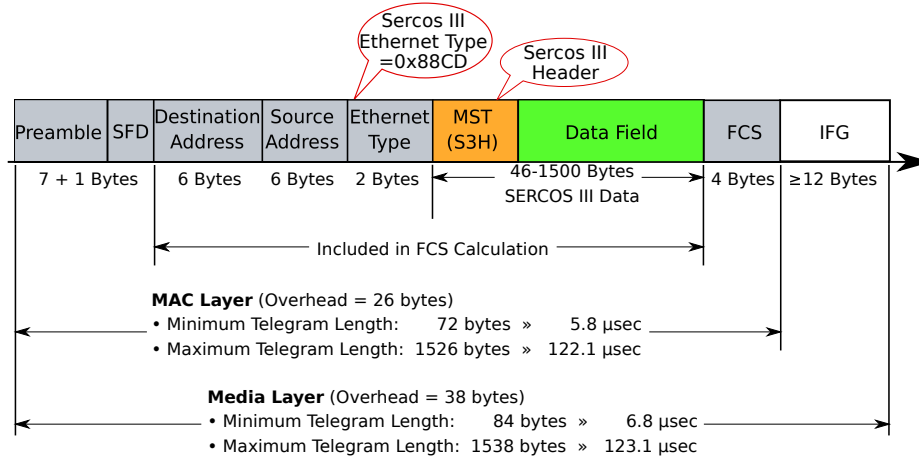 Sercos III
Ethernet Type
=0x88CD
Sercos III
Header
Preamble
SFD
Destination
Address
Source
Address
Ethernet
Type
MST
(S3H)
Data Field
FCS
IFG
7 + 1 Bytes
6 Bytes
6 Bytes
2 Bytes
46-1500 Bytes
SERCOS III Data
4 Bytes
≥12 Bytes
Included in FCS Calculation
MAC Layer (Overhead = 26 bytes)
• Minimum Telegram Length: 72 bytes » 5.8 µsec
• Maximum Telegram Length: 1526 bytes » 122.1 µsec
Media Layer (Overhead = 38 bytes)
• Minimum Telegram Length: 84 bytes » 6.8 µsec
• Maximum Telegram Length: 1538 bytes » 123.1 µsec